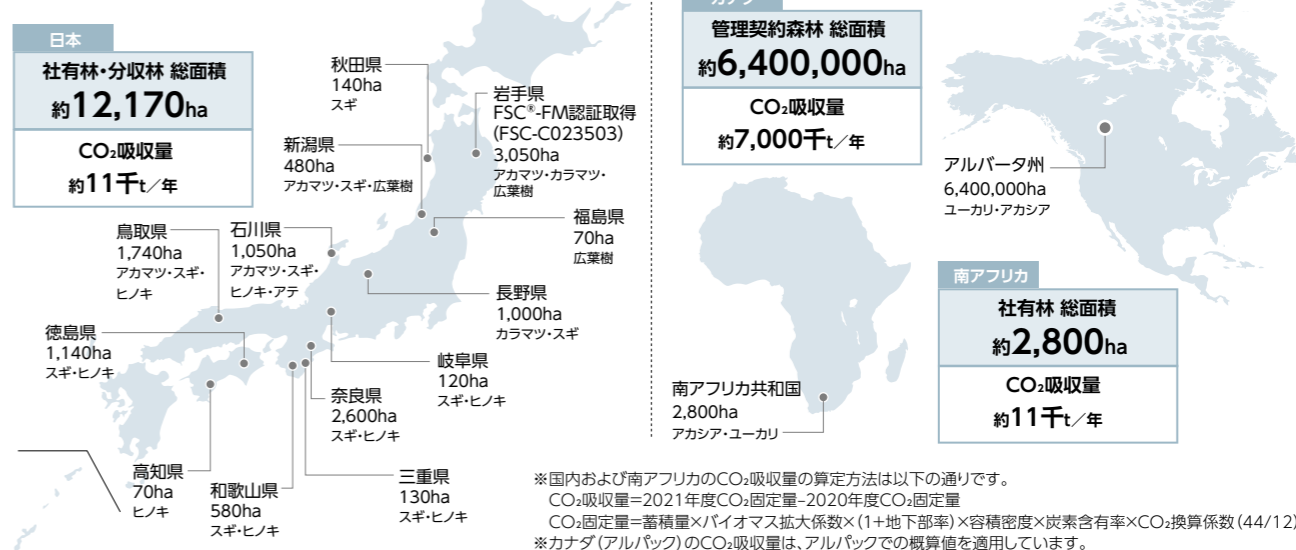 日本
社有林・分収林 総面積
約12,170ha
CO₂吸収量
約11千t／年
秋田県
140ha
スギ
岩手県
FSC®-FM認証取得
(FSC-C023503)
3,050ha
アカマツ・カラマツ・
広葉樹
新潟県
480ha
アカマツ・スギ・広葉樹
福島県
70ha
広葉樹
鳥取県
1,740ha
アカマツ・スギ・
ヒノキ
石川県
1,050ha
アカマツ・スギ・
ヒノキ・アテ
長野県
1,000ha
カラマツ・スギ
徳島県
1,140ha
スギ・ヒノキ
岐阜県
120ha
スギ・ヒノキ
奈良県
2,600ha
スギ・ヒノキ
高知県
70ha
ヒノキ
和歌山県
580ha
スギ・ヒノキ
三重県
130ha
スギ・ヒノキ
カナダ
管理契約森林 総面積
約6,400,000ha
CO₂吸収量
約7,000千t／年
アルバータ州
6,400,000ha
ユーカリ・アカシア
南アフリカ
社有林 総面積
約2,800ha
CO₂吸収量
約11千t／年
南アフリカ共和国
2,800ha
アカシア・ユーカリ
※国内および南アフリカのCO₂吸収量の算定方法は以下の通りです。
CO₂吸収量=2021年度CO₂固定量−2020年度CO₂固定量
CO₂固定量=蓄積量×バイオマス拡大係数×(1+地下部率)×容積密度×炭素含有率×CO₂換算係数(44/12)
※カナダ(アルパック)のCO₂吸収量は、アルパックでの概算値を適用しています。